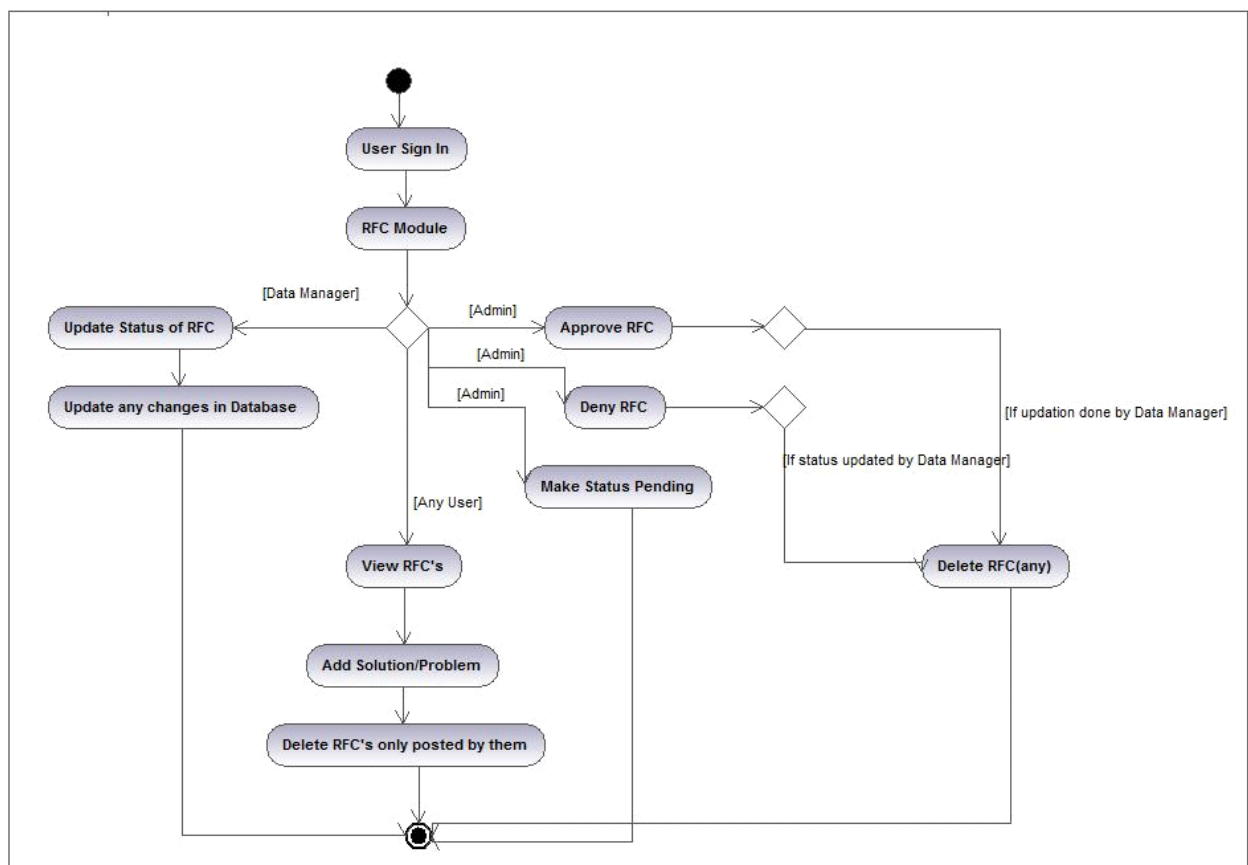 User Sign In
RFC Module
[Data Manager]
[Admin]
Update Status of RFC
Approve RFC
[Admin]
[Admin]
Update any changes in Database
Deny RFC
[If updation done by Data Manager]
[If status updated by Data Manager]
Make Status Pending
[Any User]
View RFC's
Delete RFC(any)
Add Solution/Problem
Delete RFC's only posted by them